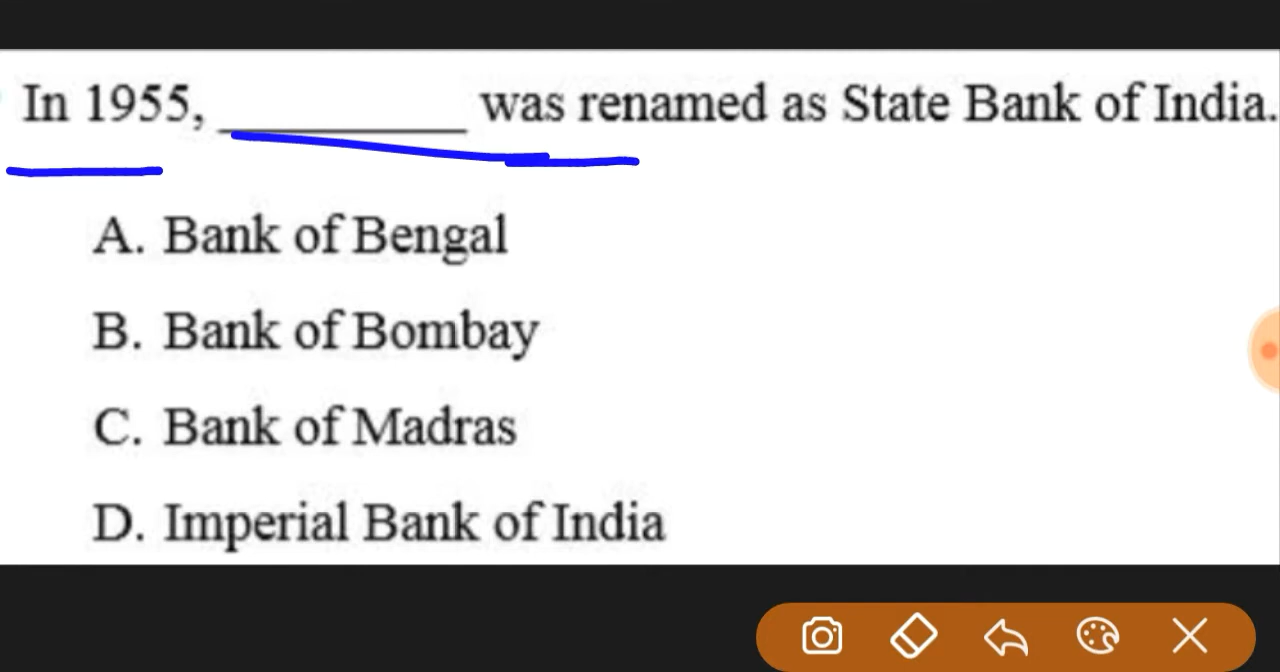 In 1955, __________ was renamed as State Bank of India.
A. Bank of Bengal
B. Bank of Bombay
C. Bank of Madras
D. Imperial Bank of India